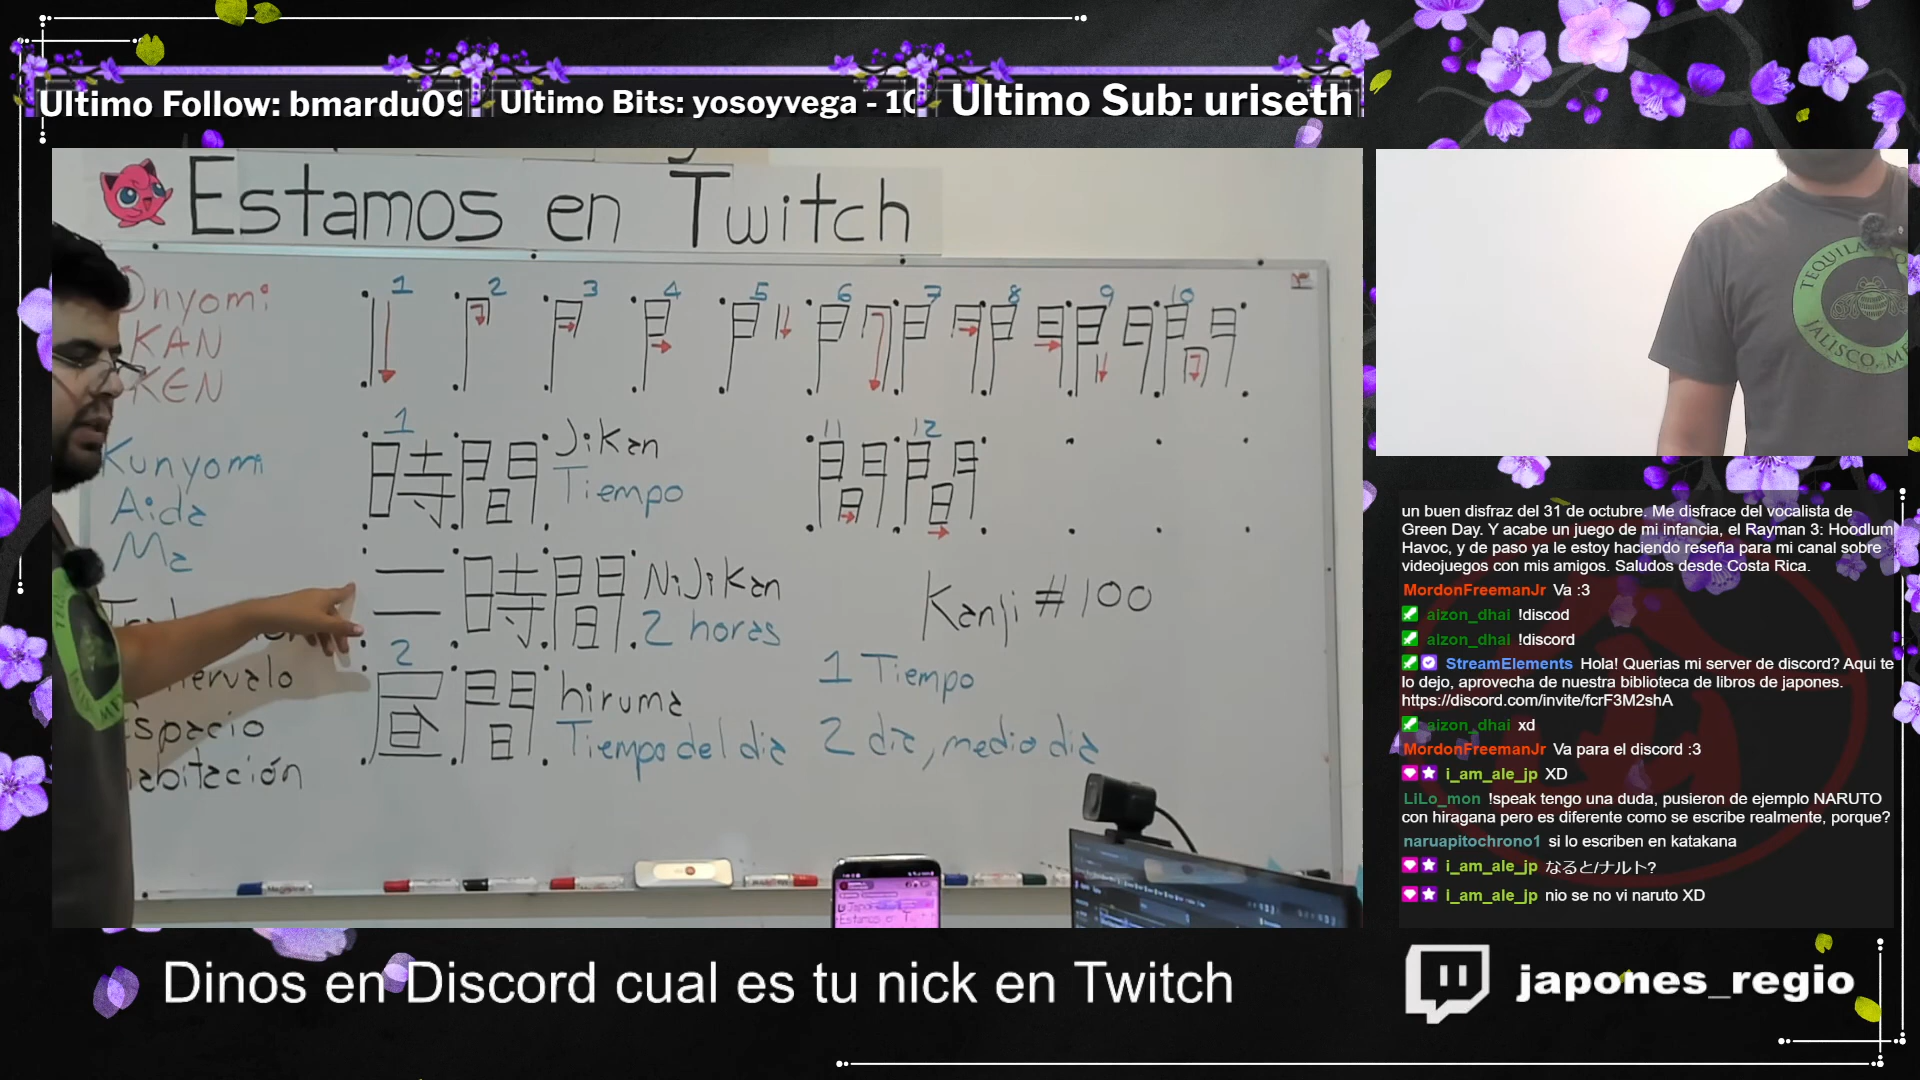 Ultimo Follow: bmardu09
Ultimo Bits: yosoyvega - 10
Ultimo Sub: uriseth
Estamos en Twitch
Onyomi
KAN
KEN
Kunyomi
Aida
Ma
ervalo
spacio
abitación
1 2 3 4 5 6 7 8 9 10
11 12
1
時間 Jikan
Tiempo
二時間 NiJiKan
2 horas
2
昼間 hiruma
Tiempo del dia
Kanji #100
1 Tiempo
2 dia, medio dia
TEQUILA
JALISCO, ME
un buen disfraz del 31 de octubre. Me disfrace del vocalista de
Green Day. Y acabe un juego de mi infancia, el Rayman 3: Hoodlum
Havoc, y de paso ya le estoy haciendo reseña para mi canal sobre
videojuegos con mis amigos. Saludos desde Costa Rica.
MordonFreemanJr Va :3
aizon_dhai !discod
aizon_dhai !discord
StreamElements Hola! Querias mi server de discord? Aqui te
lo dejo, aprovecha de nuestra biblioteca de libros de japones.
https://discord.com/invite/fcrF3M2shA
aizon_dhai xd
MordonFreemanJr Va para el discord :3
i_am_ale_jp XD
LiLo_mon !speak tengo una duda, pusieron de ejemplo NARUTO
con hiragana pero es diferente como se escribe realmente, porque?
naruapitochrono1 si lo escriben en katakana
i_am_ale_jp なると/ナルト?
i_am_ale_jp nio se no vi naruto XD
Dinos en Discord cual es tu nick en Twitch
japones_regio